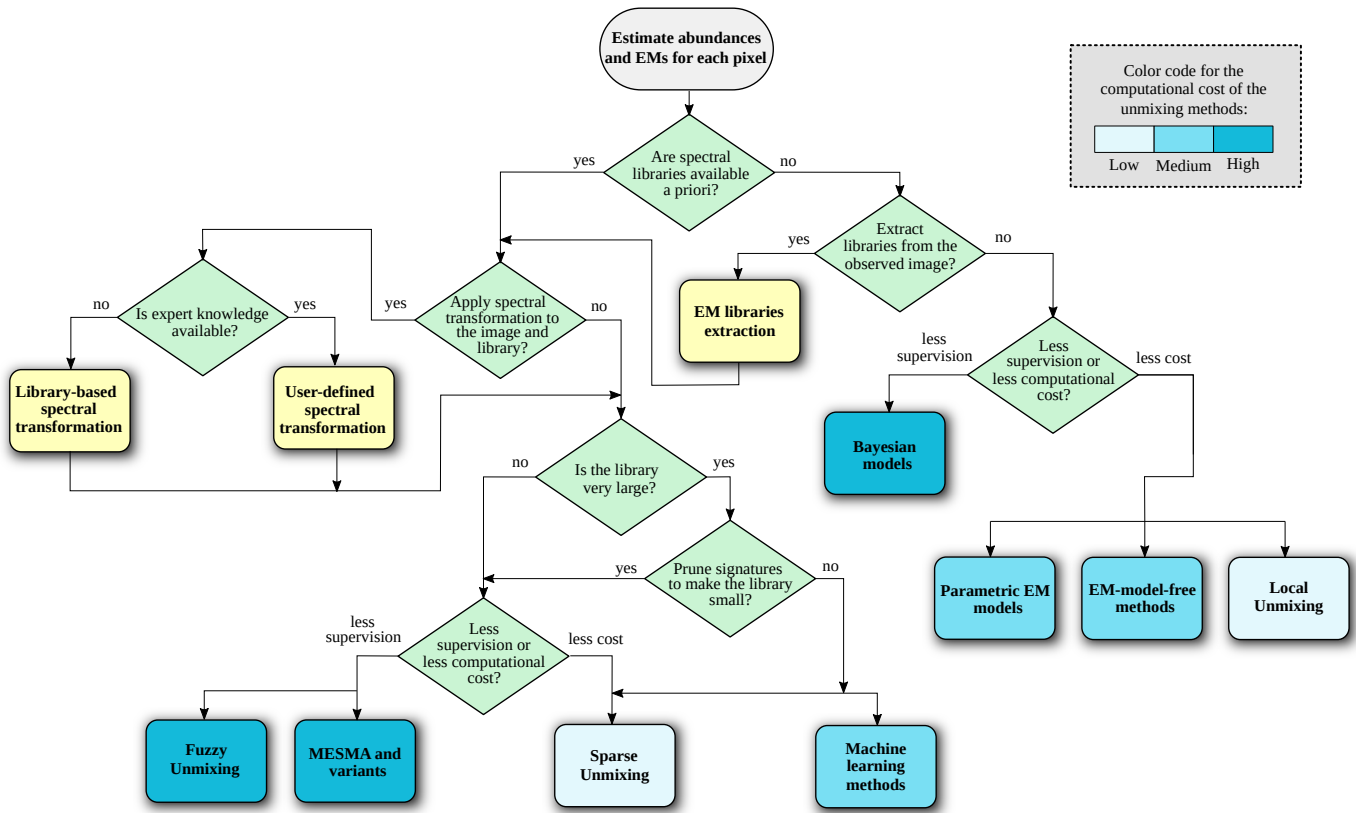 Estimate abundances
and EMs for each pixel
Color code for the
computational cost of the
unmixing methods:
Low
Medium
High
yes
Are spectral
libraries available
a priori?
no
yes
Extract
libraries from the
observed image?
no
no
Is expert knowledge
available?
yes
yes
Apply spectral
transformation to
the image and
library?
no
EM libraries
extraction
less
supervision
Less
supervision or
less computational
cost?
less cost
Library-based
spectral
transformation
User-defined
spectral
transformation
Bayesian
models
no
Is the library
very large?
yes
yes
Prune signatures
to make the library
small?
no
Parametric EM
models
EM-model-free
methods
Local
Unmixing
less
supervision
Less
supervision or
less computational
cost?
less cost
Fuzzy
Unmixing
MESMA and
variants
Sparse
Unmixing
Machine
learning
methods